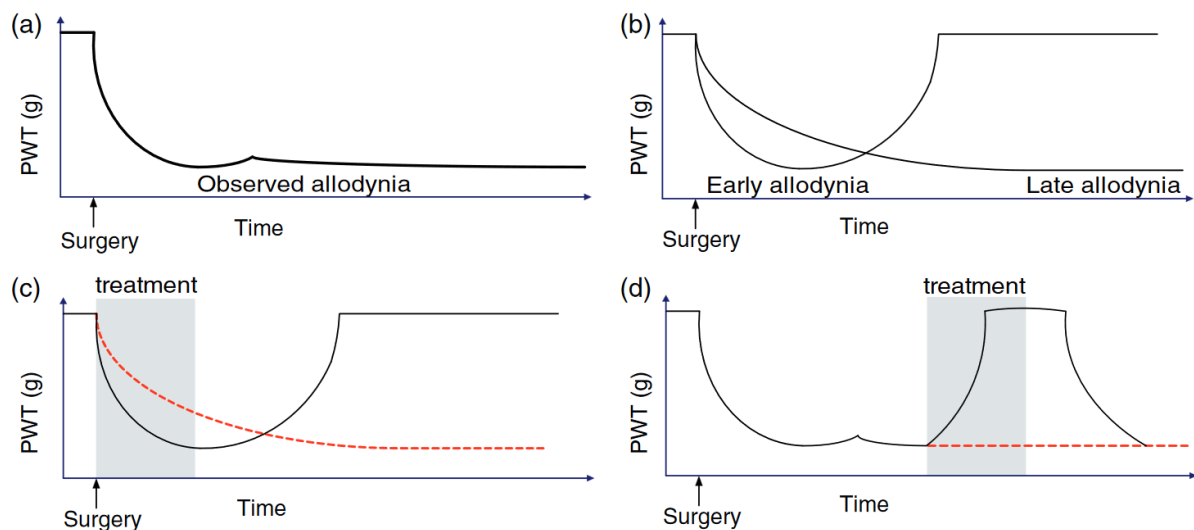 (a)
PWT (g)
Observed allodynia
Time
Surgery
(b)
PWT (g)
Early allodynia
Late allodynia
Time
Surgery
(c)
treatment
PWT (g)
Time
Surgery
(d)
treatment
PWT (g)
Time
Surgery